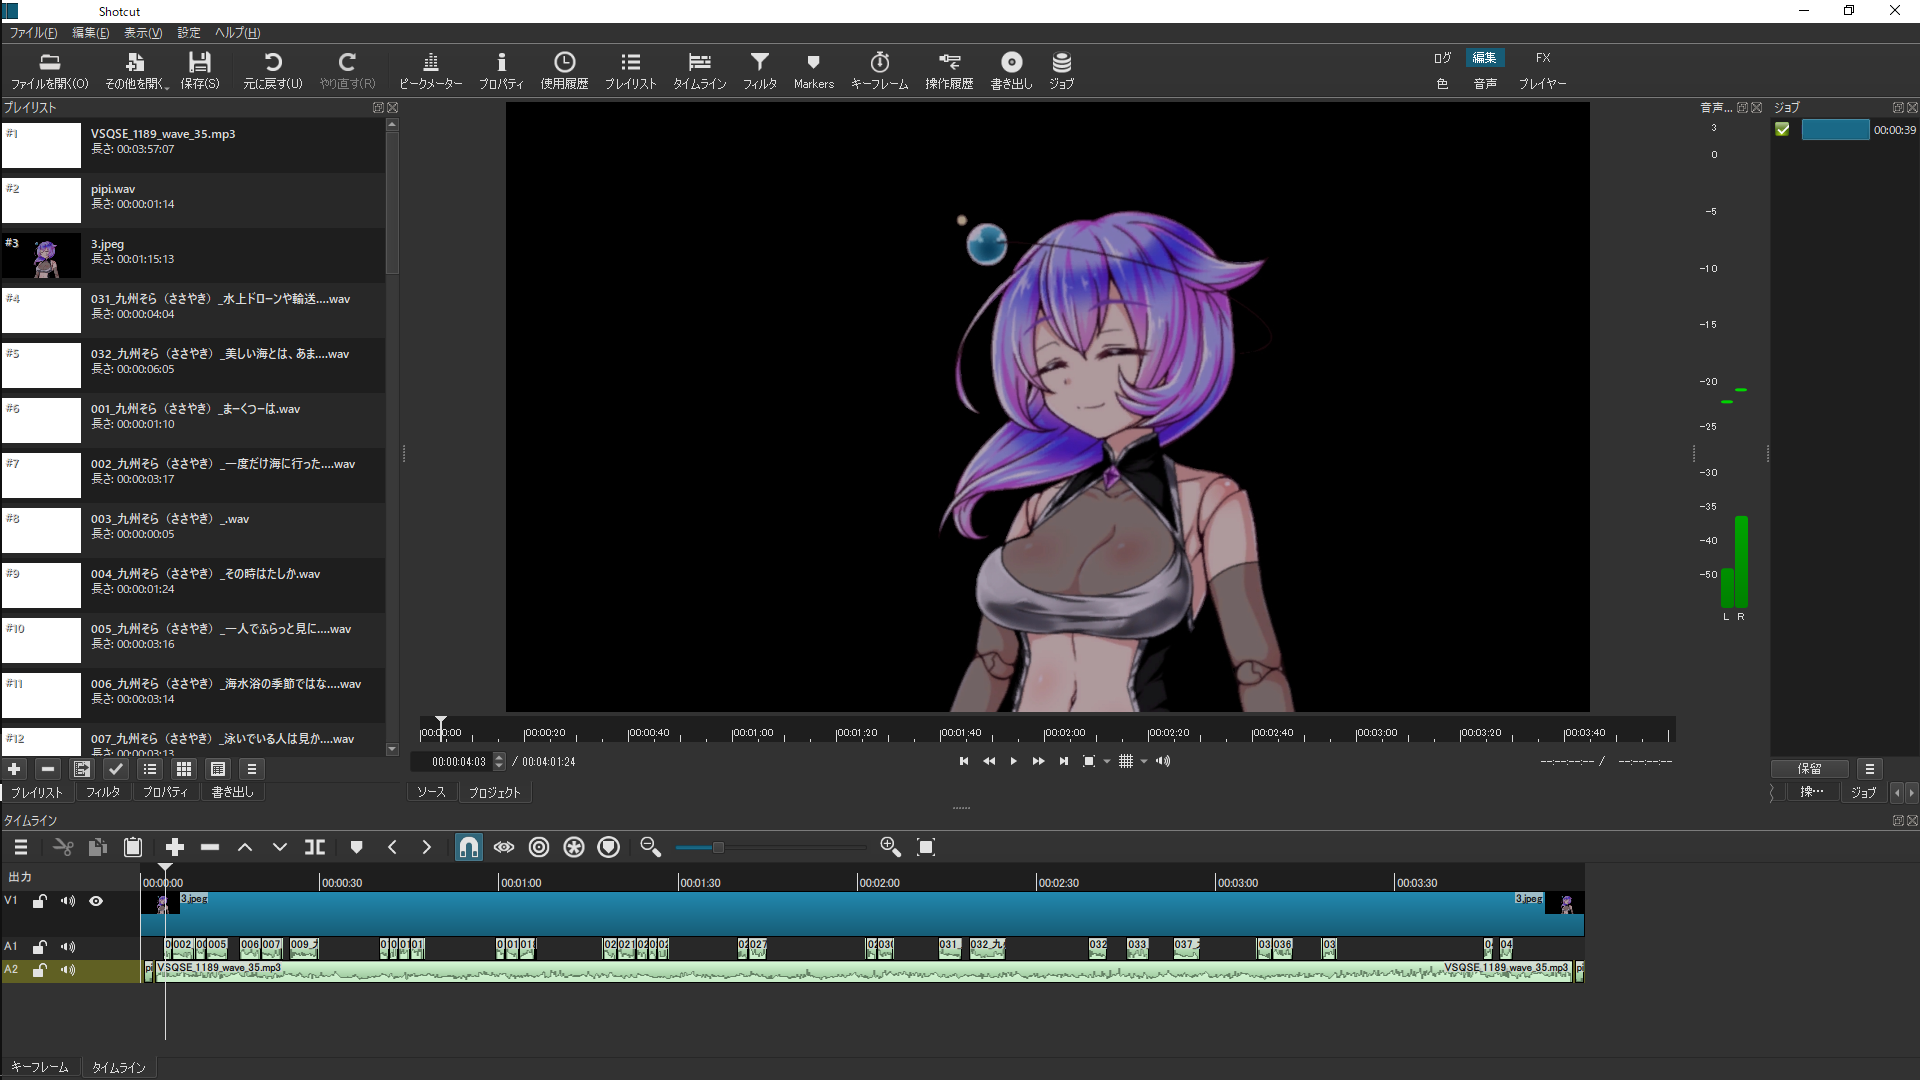 Shotcut
ファイル(F) 編集(E) 表示(V) 設定 ヘルプ(H)
ファイルを開く(O) その他を開く 保存(S) 元に戻す(U) やり直す(R) ピークメーター プロパティ 使用履歴 プレイリスト タイムライン フィルタ Markers キーフレーム 操作履歴 書き出し ジョブ
ログ 編集 FX
色 音声 プレイヤー
プレイリスト
#1 VSQSE_1189_wave_35.mp3
長さ: 00:03:57:07
#2 pipi.wav
長さ: 00:00:01:14
#3 3.jpeg
長さ: 00:01:15:13
#4 031_九州そら（ささやき）_水上ドローンや輸送....wav
長さ: 00:00:04:04
#5 032_九州そら（ささやき）_美しい海とは、あま....wav
長さ: 00:00:06:05
#6 001_九州そら（ささやき）_まーくつーは.wav
長さ: 00:00:01:10
#7 002_九州そら（ささやき）_一度だけ海に行った....wav
長さ: 00:00:03:17
#8 003_九州そら（ささやき）_.wav
長さ: 00:00:00:05
#9 004_九州そら（ささやき）_その時はたしか.wav
長さ: 00:00:01:24
#10 005_九州そら（ささやき）_一人でふらっと見に....wav
長さ: 00:00:03:16
#11 006_九州そら（ささやき）_海水浴の季節ではな....wav
長さ: 00:00:03:14
#12 007_九州そら（ささやき）_泳いでいる人は見か....wav
長さ: 00:00:03:13
プレイリスト フィルタ プロパティ 書き出し
00:00:00 00:00:20 00:00:40 00:01:00 00:01:20 00:01:40 00:02:00 00:02:20 00:02:40 00:03:00 00:03:20 00:03:40
00:00:04:03 / 00:04:01:24
--:--:--:-- / --:--:--:--
ソース プロジェクト
音声...
3
0
-5
-10
-15
-20
-25
-30
-35
-40
-50
L R
ジョブ
00:00:39
保留
操… ジョブ
タイムライン
出力
00:00:00 00:00:30 00:01:00 00:01:30 00:02:00 00:02:30 00:03:00 00:03:30
V1 3.jpeg 3.jpeg
A1 002_ 005 006 007 009_ 021 027 031_ 032_九 032 033_ 037_ 036
A2 pi VSQSE_1189_wave_35.mp3 VSQSE_1189_wave_35.mp3 pi
キーフレーム タイムライン